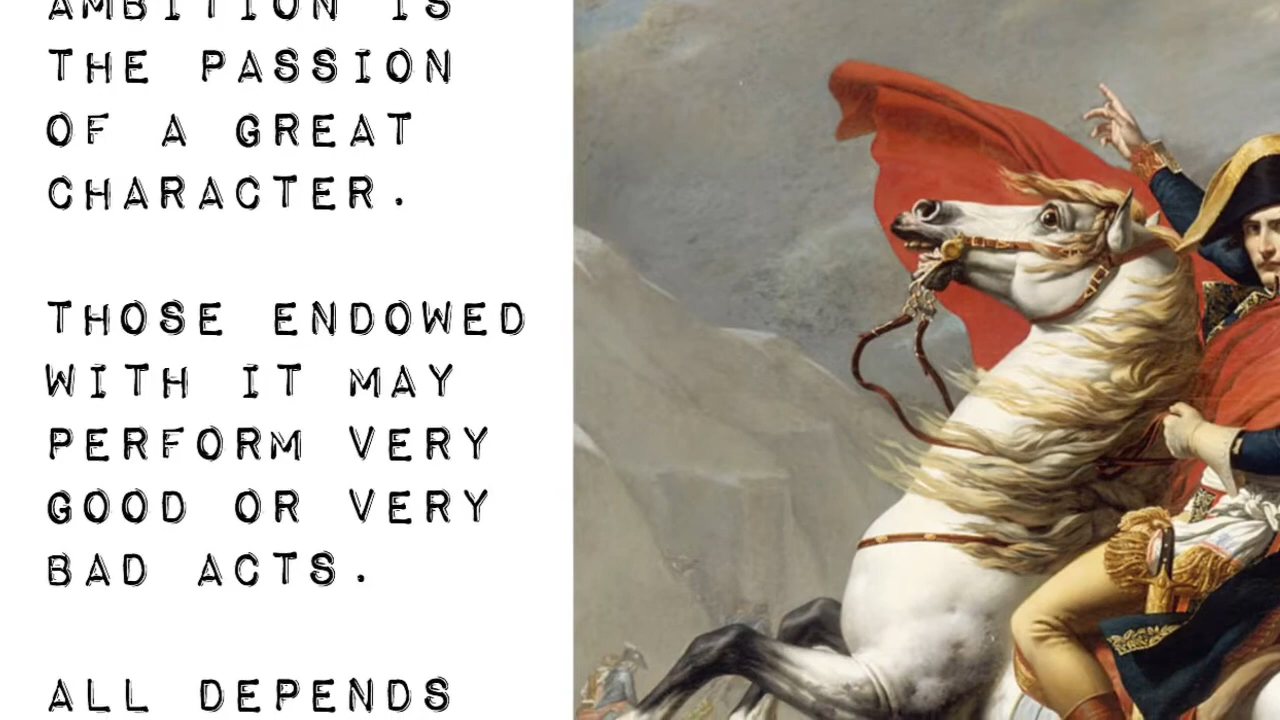 AMBITION IS
THE PASSION
OF A GREAT
CHARACTER.
THOSE ENDOWED
WITH IT MAY
PERFORM VERY
GOOD OR VERY
BAD ACTS.
ALL DEPENDS